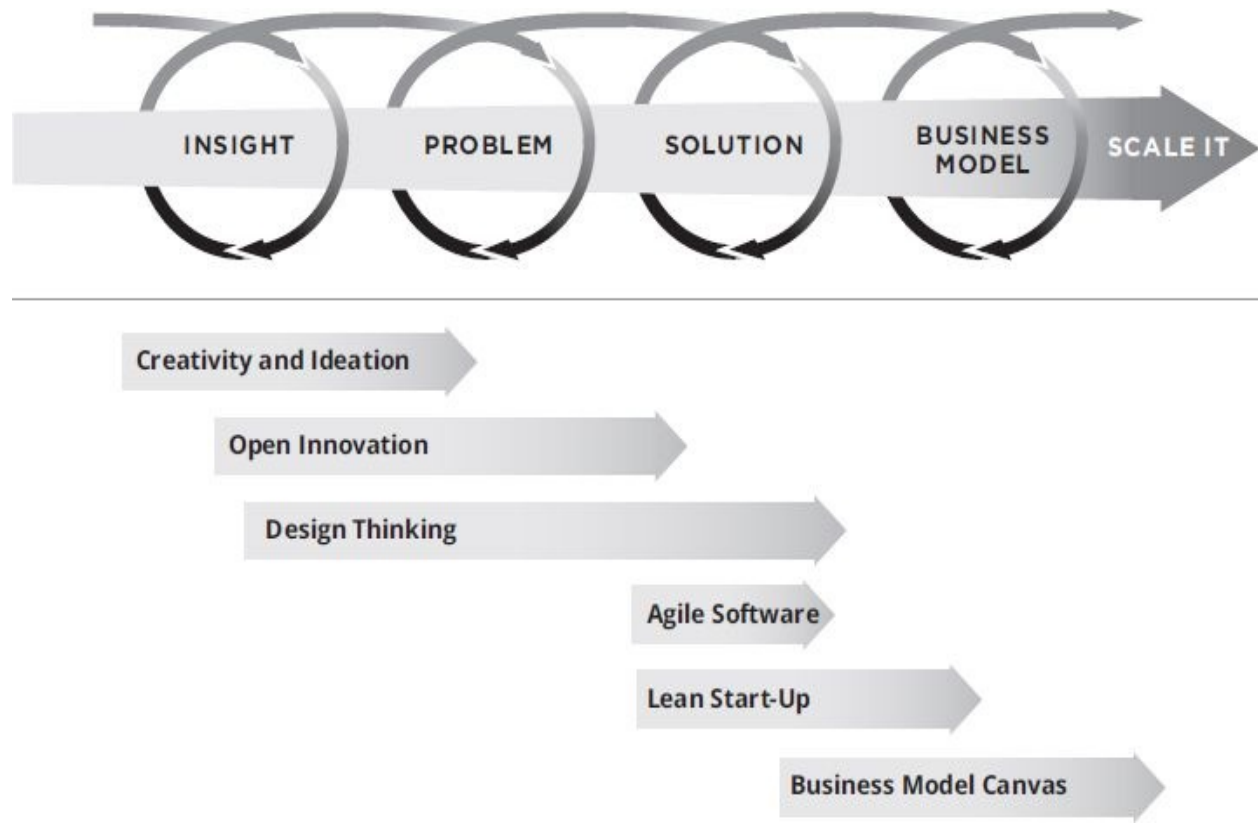 INSIGHT
PROBLEM
SOLUTION
BUSINESS
MODEL
SCALE IT
Creativity and Ideation
Open Innovation
Design Thinking
Agile Software
Lean Start-Up
Business Model Canvas